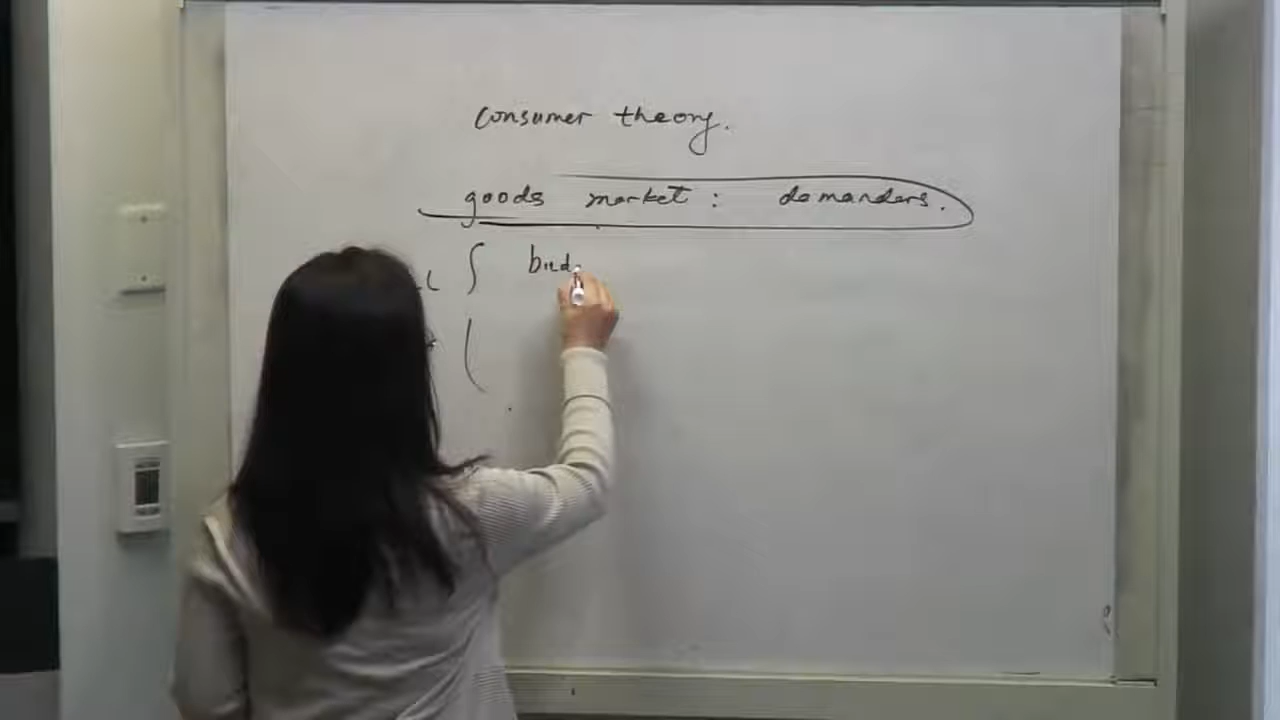 consumer theory.
goods market : demanders.
bud